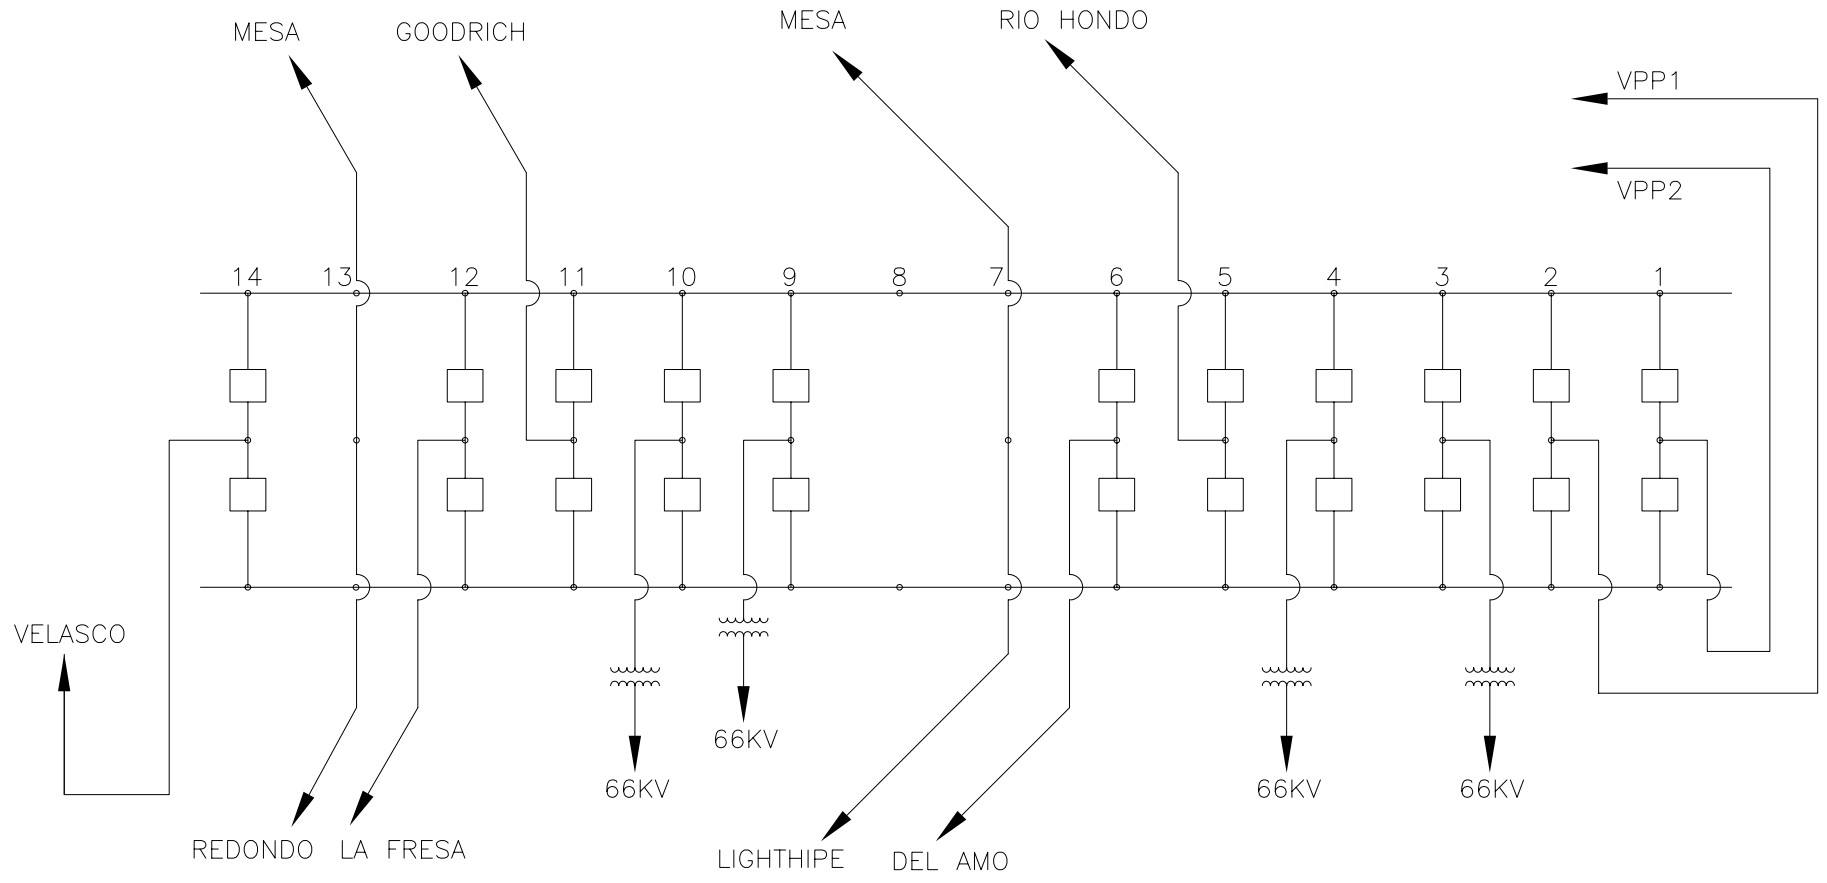 MESA
GOODRICH
MESA
RIO HONDO
VPP1
VPP2
14 13 12 11 10 9 8 7 6 5 4 3 2 1
VELASCO
66KV
66KV
66KV
66KV
REDONDO
LA FRESA
LIGHTHIPE
DEL AMO